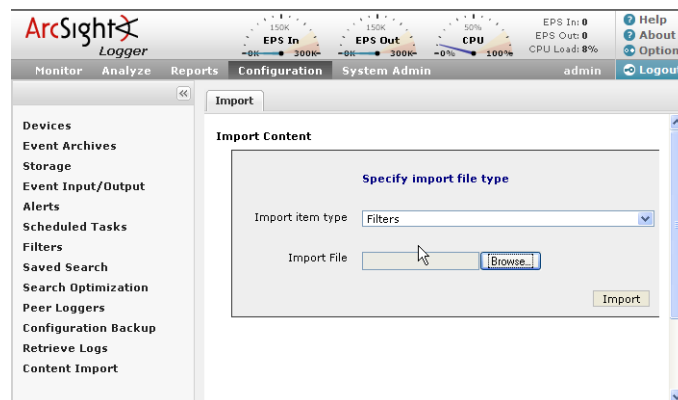 ArcSight
Logger
150K
EPS In
0K 300K
150K
EPS Out
0K 300K
50%
CPU
0% 100%
EPS In: 0
EPS Out: 0
CPU Load: 8%
Help
About
Option
Monitor Analyze Reports Configuration System Admin admin Logout
Import
Devices
Event Archives
Storage
Event Input/Output
Alerts
Scheduled Tasks
Filters
Saved Search
Search Optimization
Peer Loggers
Configuration Backup
Retrieve Logs
Content Import
Import Content
Specify import file type
Import item type Filters
Import File Browse...
Import